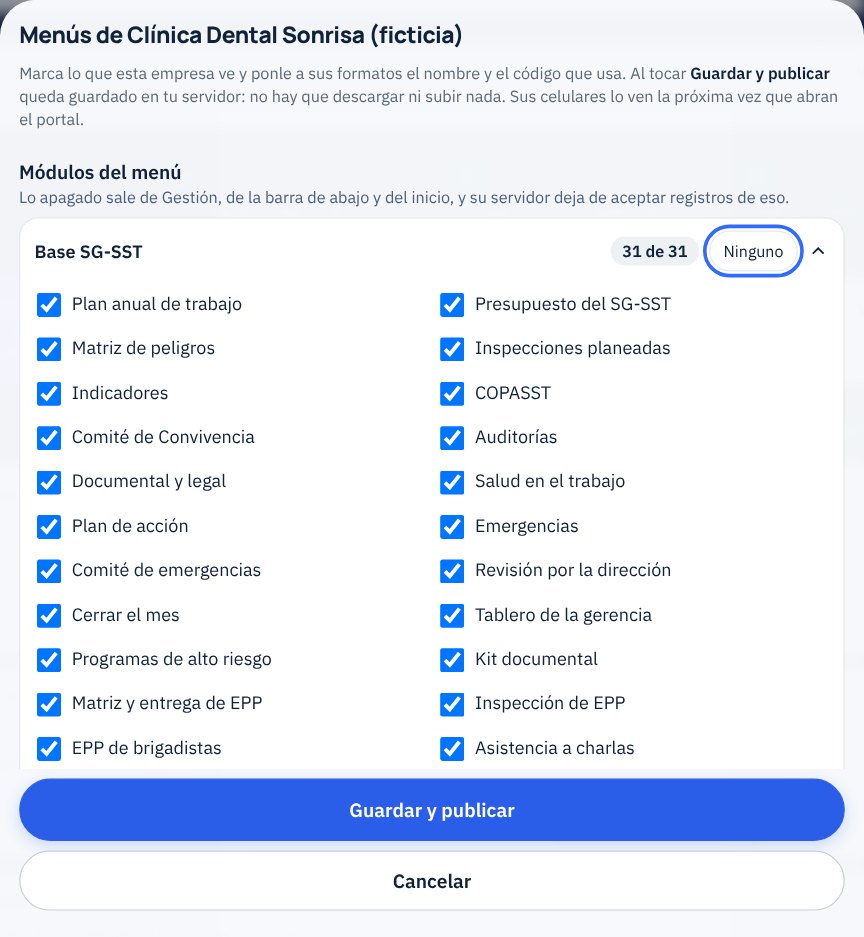 Menús de Clínica Dental Sonrisa (ficticia)
Marca lo que esta empresa ve y ponle a sus formatos el nombre y el código que usa. Al tocar Guardar y publicar
queda guardado en tu servidor: no hay que descargar ni subir nada. Sus celulares lo ven la próxima vez que abran
el portal.
Módulos del menú
Lo apagado sale de Gestión, de la barra de abajo y del inicio, y su servidor deja de aceptar registros de eso.
Base SG-SST 31 de 31 Ninguno
Plan anual de trabajo Presupuesto del SG-SST
Matriz de peligros Inspecciones planeadas
Indicadores COPASST
Comité de Convivencia Auditorías
Documental y legal Salud en el trabajo
Plan de acción Emergencias
Comité de emergencias Revisión por la dirección
Cerrar el mes Tablero de la gerencia
Programas de alto riesgo Kit documental
Matriz y entrega de EPP Inspección de EPP
EPP de brigadistas Asistencia a charlas
Guardar y publicar
Cancelar